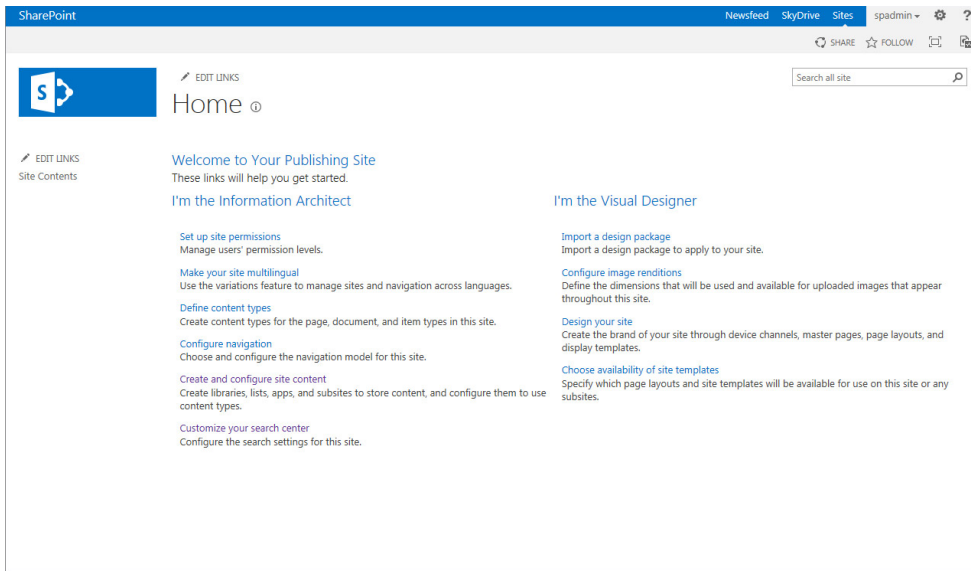 SharePoint
Newsfeed SkyDrive Sites spadmin ?
SHARE FOLLOW
S
EDIT LINKS
Search all site
Home
EDIT LINKS
Site Contents
Welcome to Your Publishing Site
These links will help you get started.
I'm the Information Architect
Set up site permissions
Manage users' permission levels.
Make your site multilingual
Use the variations feature to manage sites and navigation across languages.
Define content types
Create content types for the page, document, and item types in this site.
Configure navigation
Choose and configure the navigation model for this site.
Create and configure site content
Create libraries, lists, apps, and subsites to store content, and configure them to use
content types.
Customize your search center
Configure the search settings for this site.
I'm the Visual Designer
Import a design package
Import a design package to apply to your site.
Configure image renditions
Define the dimensions that will be used and available for uploaded images that appear
throughout this site.
Design your site
Create the brand of your site through device channels, master pages, page layouts, and
display templates.
Choose availability of site templates
Specify which page layouts and site templates will be available for use on this site or any
subsites.